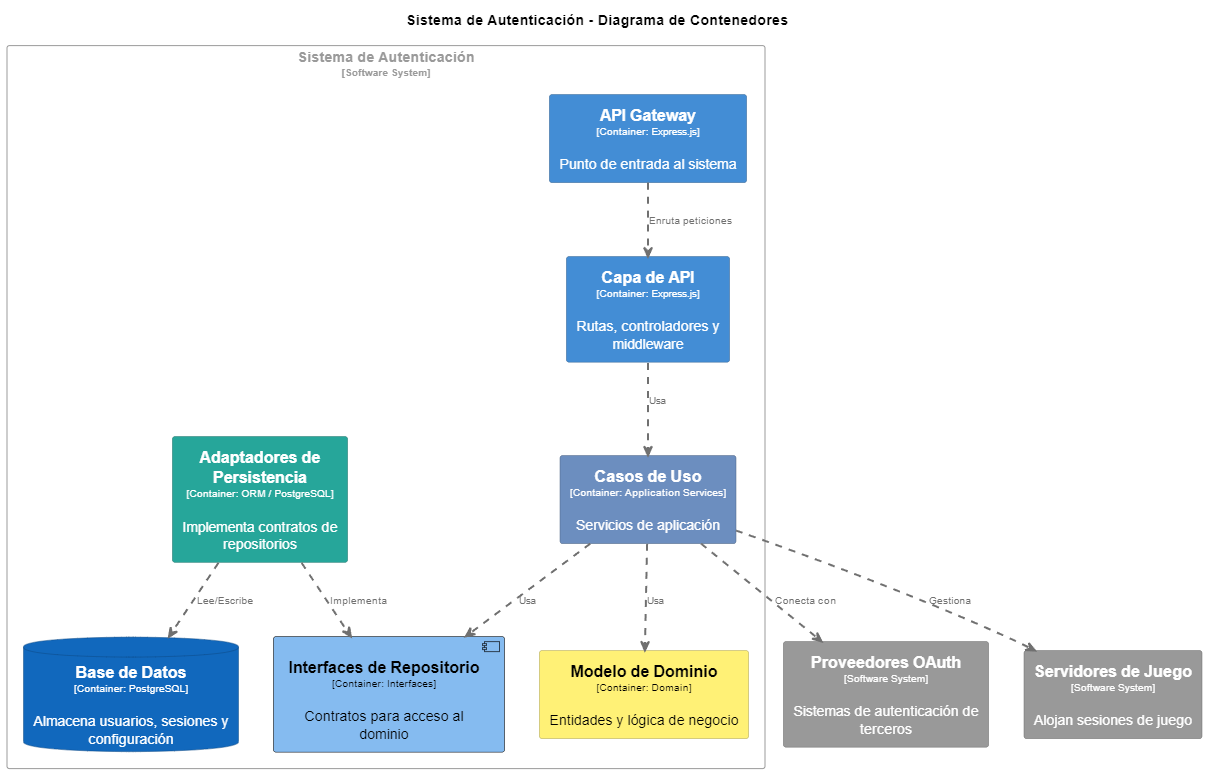 Sistema de Autenticación - Diagrama de Contenedores
Sistema de Autenticación
[Software System]
API Gateway
[Container: Express.js]
Punto de entrada al sistema
Enruta peticiones
Capa de API
[Container: Express.js]
Rutas, controladores y
middleware
Usa
Adaptadores de
Persistencia
[Container: ORM / PostgreSQL]
Implementa contratos de
repositorios
Casos de Uso
[Container: Application Services]
Servicios de aplicación
Lee/Escribe
Implementa
Usa
Usa
Conecta con
Gestiona
Base de Datos
[Container: PostgreSQL]
Almacena usuarios, sesiones y
configuración
Interfaces de Repositorio
[Container: Interfaces]
Contratos para acceso al
dominio
Modelo de Dominio
[Container: Domain]
Entidades y lógica de negocio
Proveedores OAuth
[Software System]
Sistemas de autenticación de
terceros
Servidores de Juego
[Software System]
Alojan sesiones de juego